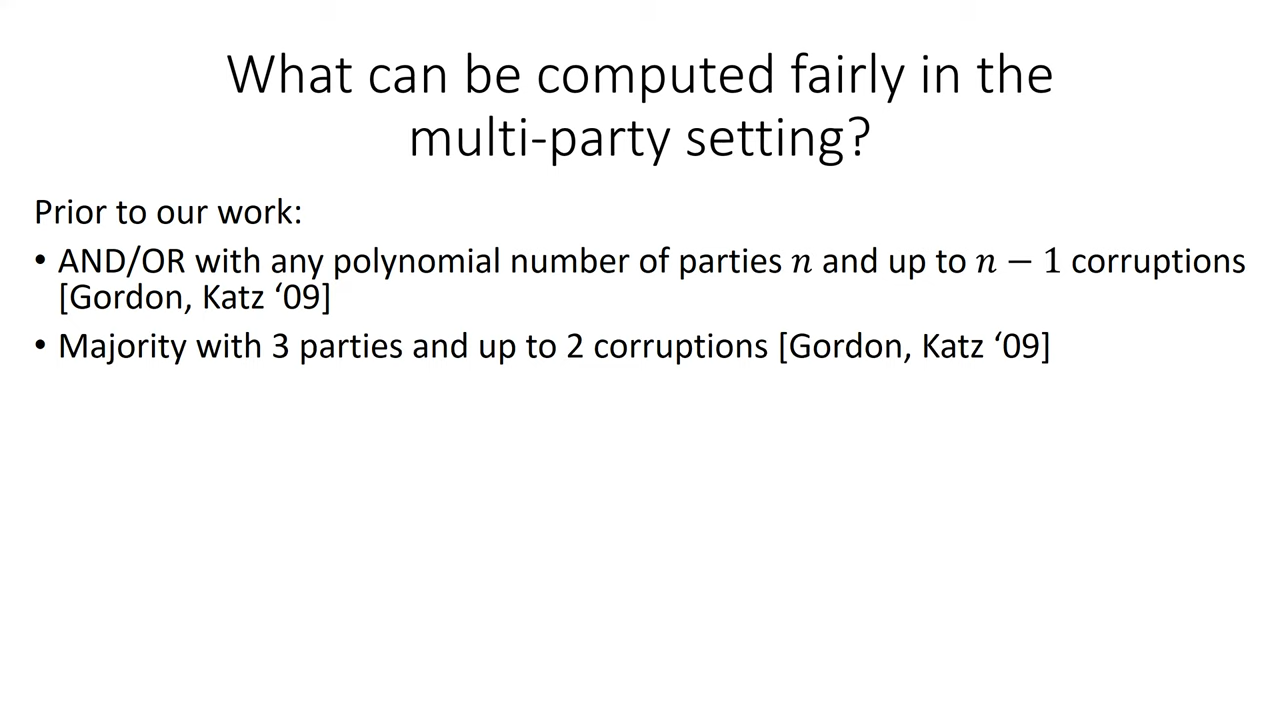 What can be computed fairly in the
multi-party setting?
Prior to our work:
• AND/OR with any polynomial number of parties n and up to n − 1 corruptions
[Gordon, Katz ‘09]
• Majority with 3 parties and up to 2 corruptions [Gordon, Katz ‘09]